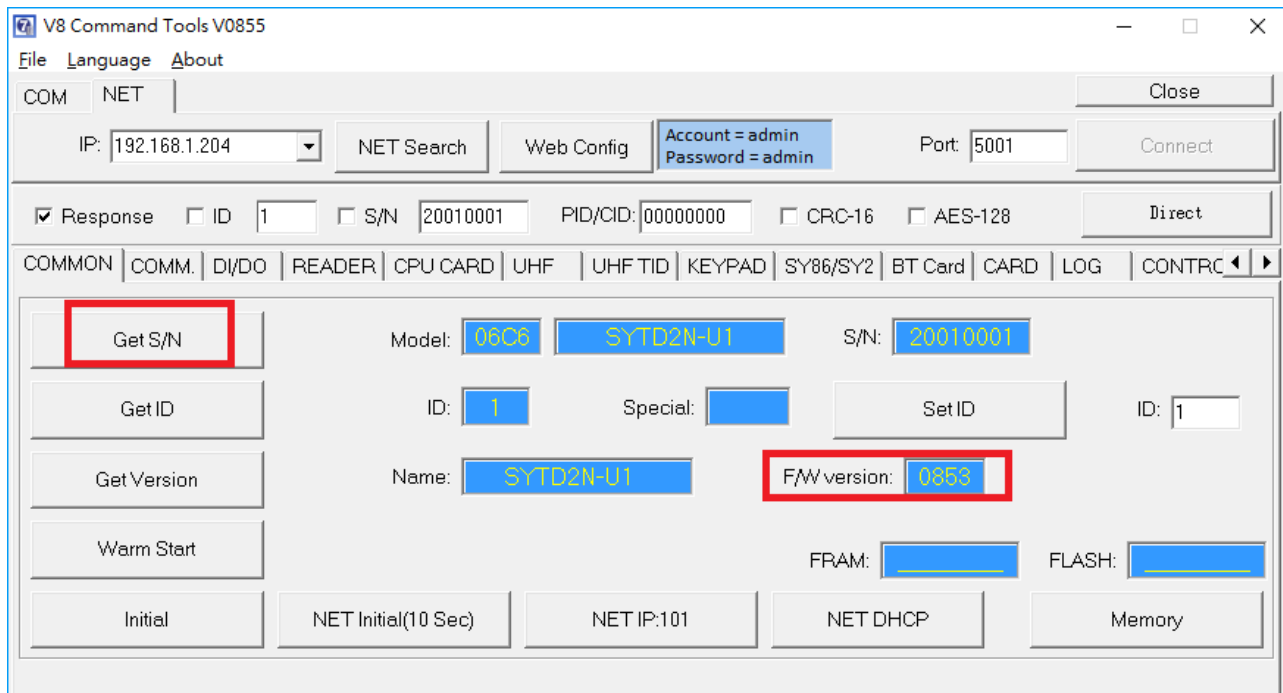 V8 Command Tools V0855
File Language About
COM NET Close
IP: 192.168.1.204 NET Search Web Config Account = admin Port: 5001 Connect
Password = admin
Response ID 1 S/N 20010001 PID/CID: 00000000 CRC-16 AES-128 Direct
COMMON COMM. DI/DO READER CPU CARD UHF UHF TID KEYPAD SY86/SY2 BT Card CARD LOG CONTRC
Get S/N Model: 06C6 SYTD2N-U1 S/N: 20010001
Get ID ID: 1 Special: Set ID ID: 1
Get Version Name: SYTD2N-U1 F/W version: 0853
Warm Start FRAM: FLASH:
Initial NET Initial(10 Sec) NET IP:101 NET DHCP Memory